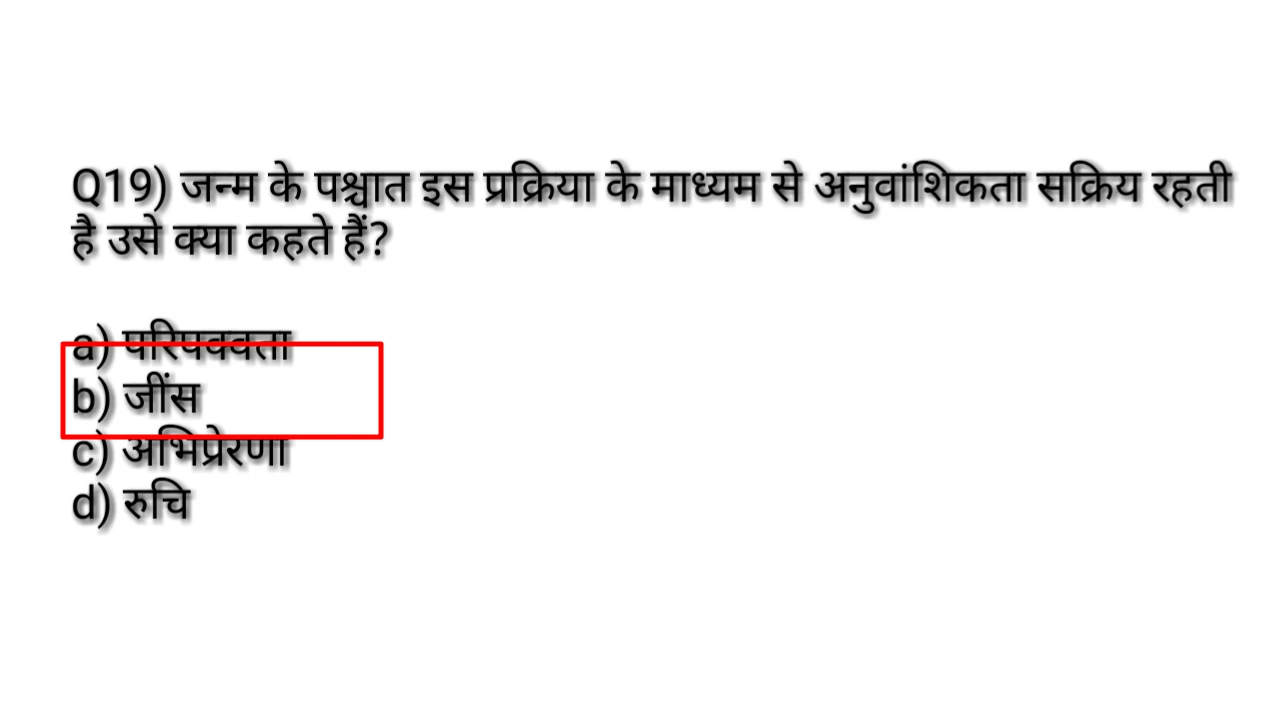 Q19) जन्म के पश्चात इस प्रक्रिया के माध्यम से अनुवांशिकता सक्रिय रहती
है उसे क्या कहते हैं?
a) परिपक्वता
b) जींस
c) अभिप्रेरणा
d) रुचि